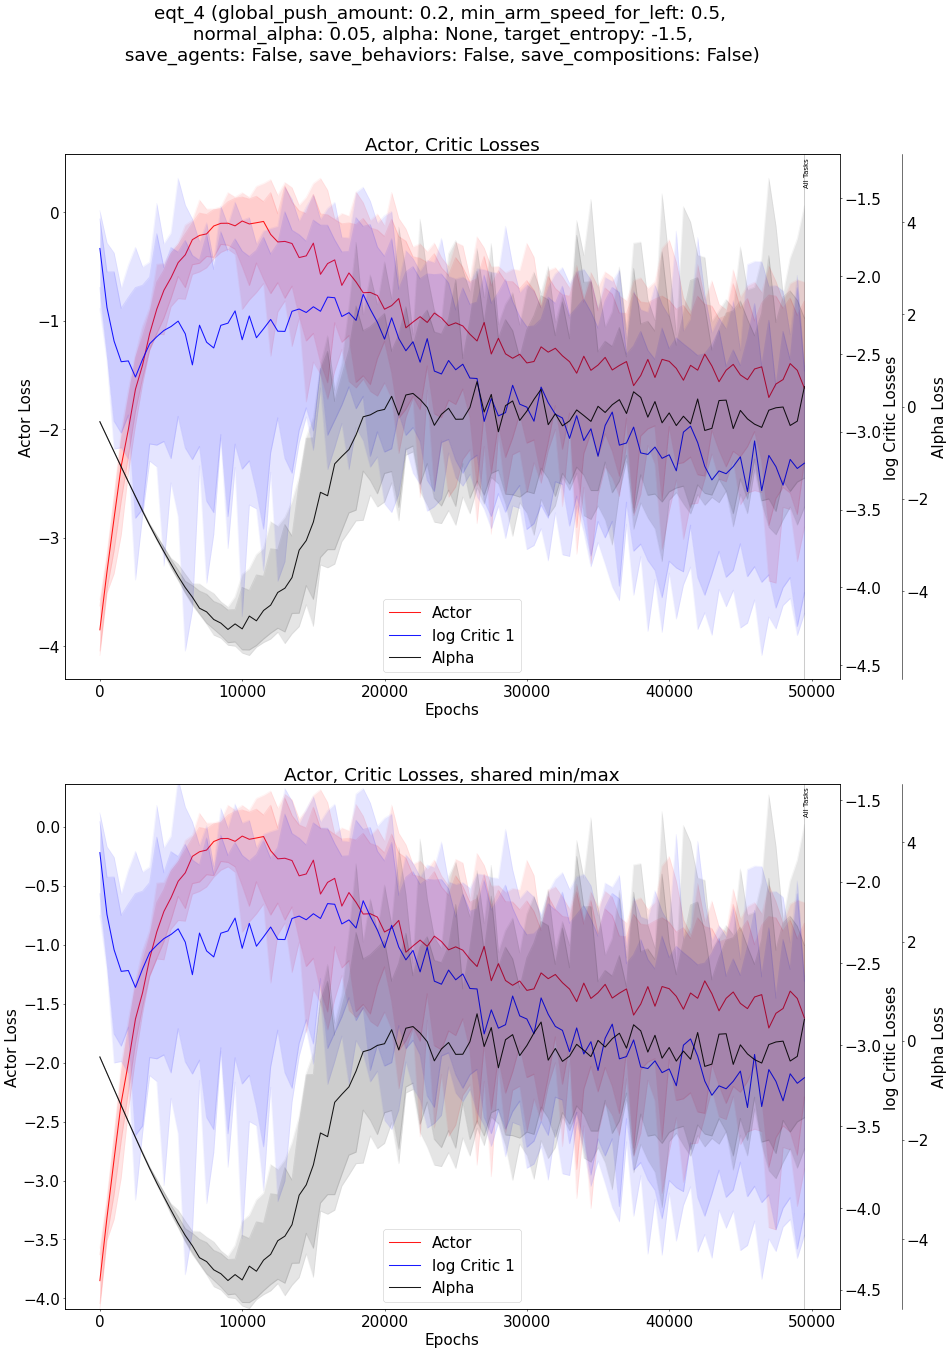 eqt_4 (global_push_amount: 0.2, min_arm_speed_for_left: 0.5,
normal_alpha: 0.05, alpha: None, target_entropy: -1.5,
save_agents: False, save_behaviors: False, save_compositions: False)
Actor, Critic Losses
All Tasks
0
−1
−2
−3
−4
Actor Loss
−1.5
−2.0
−2.5
−3.0
−3.5
−4.0
−4.5
log Critic Losses
4
2
0
−2
−4
Alpha Loss
Actor
log Critic 1
Alpha
0
10000
20000
30000
40000
50000
Epochs
Actor, Critic Losses, shared min/max
All Tasks
0.0
−0.5
−1.0
−1.5
−2.0
−2.5
−3.0
−3.5
−4.0
Actor Loss
−1.5
−2.0
−2.5
−3.0
−3.5
−4.0
−4.5
log Critic Losses
4
2
0
−2
−4
Alpha Loss
Actor
log Critic 1
Alpha
0
10000
20000
30000
40000
50000
Epochs